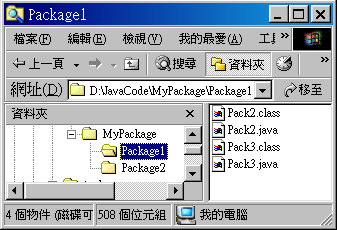 Package1
檔案(F) 編輯(E) 檢視(V) 我的最愛(A) 工具 »
上一頁 搜尋 資料夾
網址(D) D:\JavaCode\MyPackage\Package1 移至
資料夾
MyPackage
Package1
Package2
Pack2.class
Pack2.java
Pack3.class
Pack3.java
4 個物件 (磁碟可 508 個位元組 我的電腦